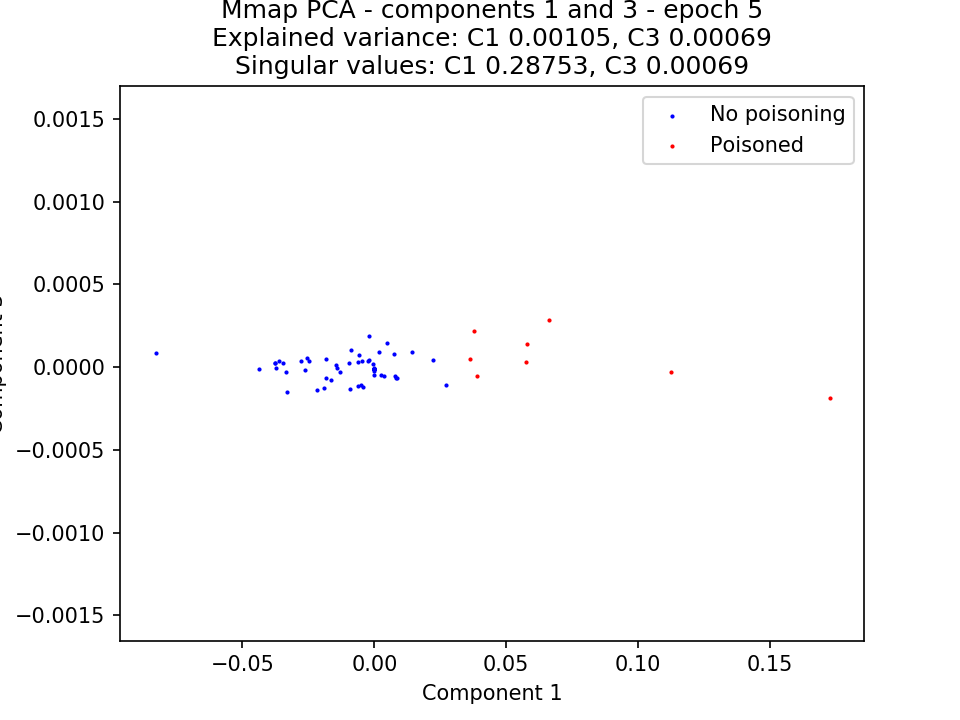 Mmap PCA - components 1 and 3 - epoch 5
Explained variance: C1 0.00105, C3 0.00069
Singular values: C1 0.28753, C3 0.00069
No poisoning
Poisoned
0.0015
0.0010
0.0005
0.0000
−0.0005
−0.0010
−0.0015
−0.05 0.00 0.05 0.10 0.15
Component 1